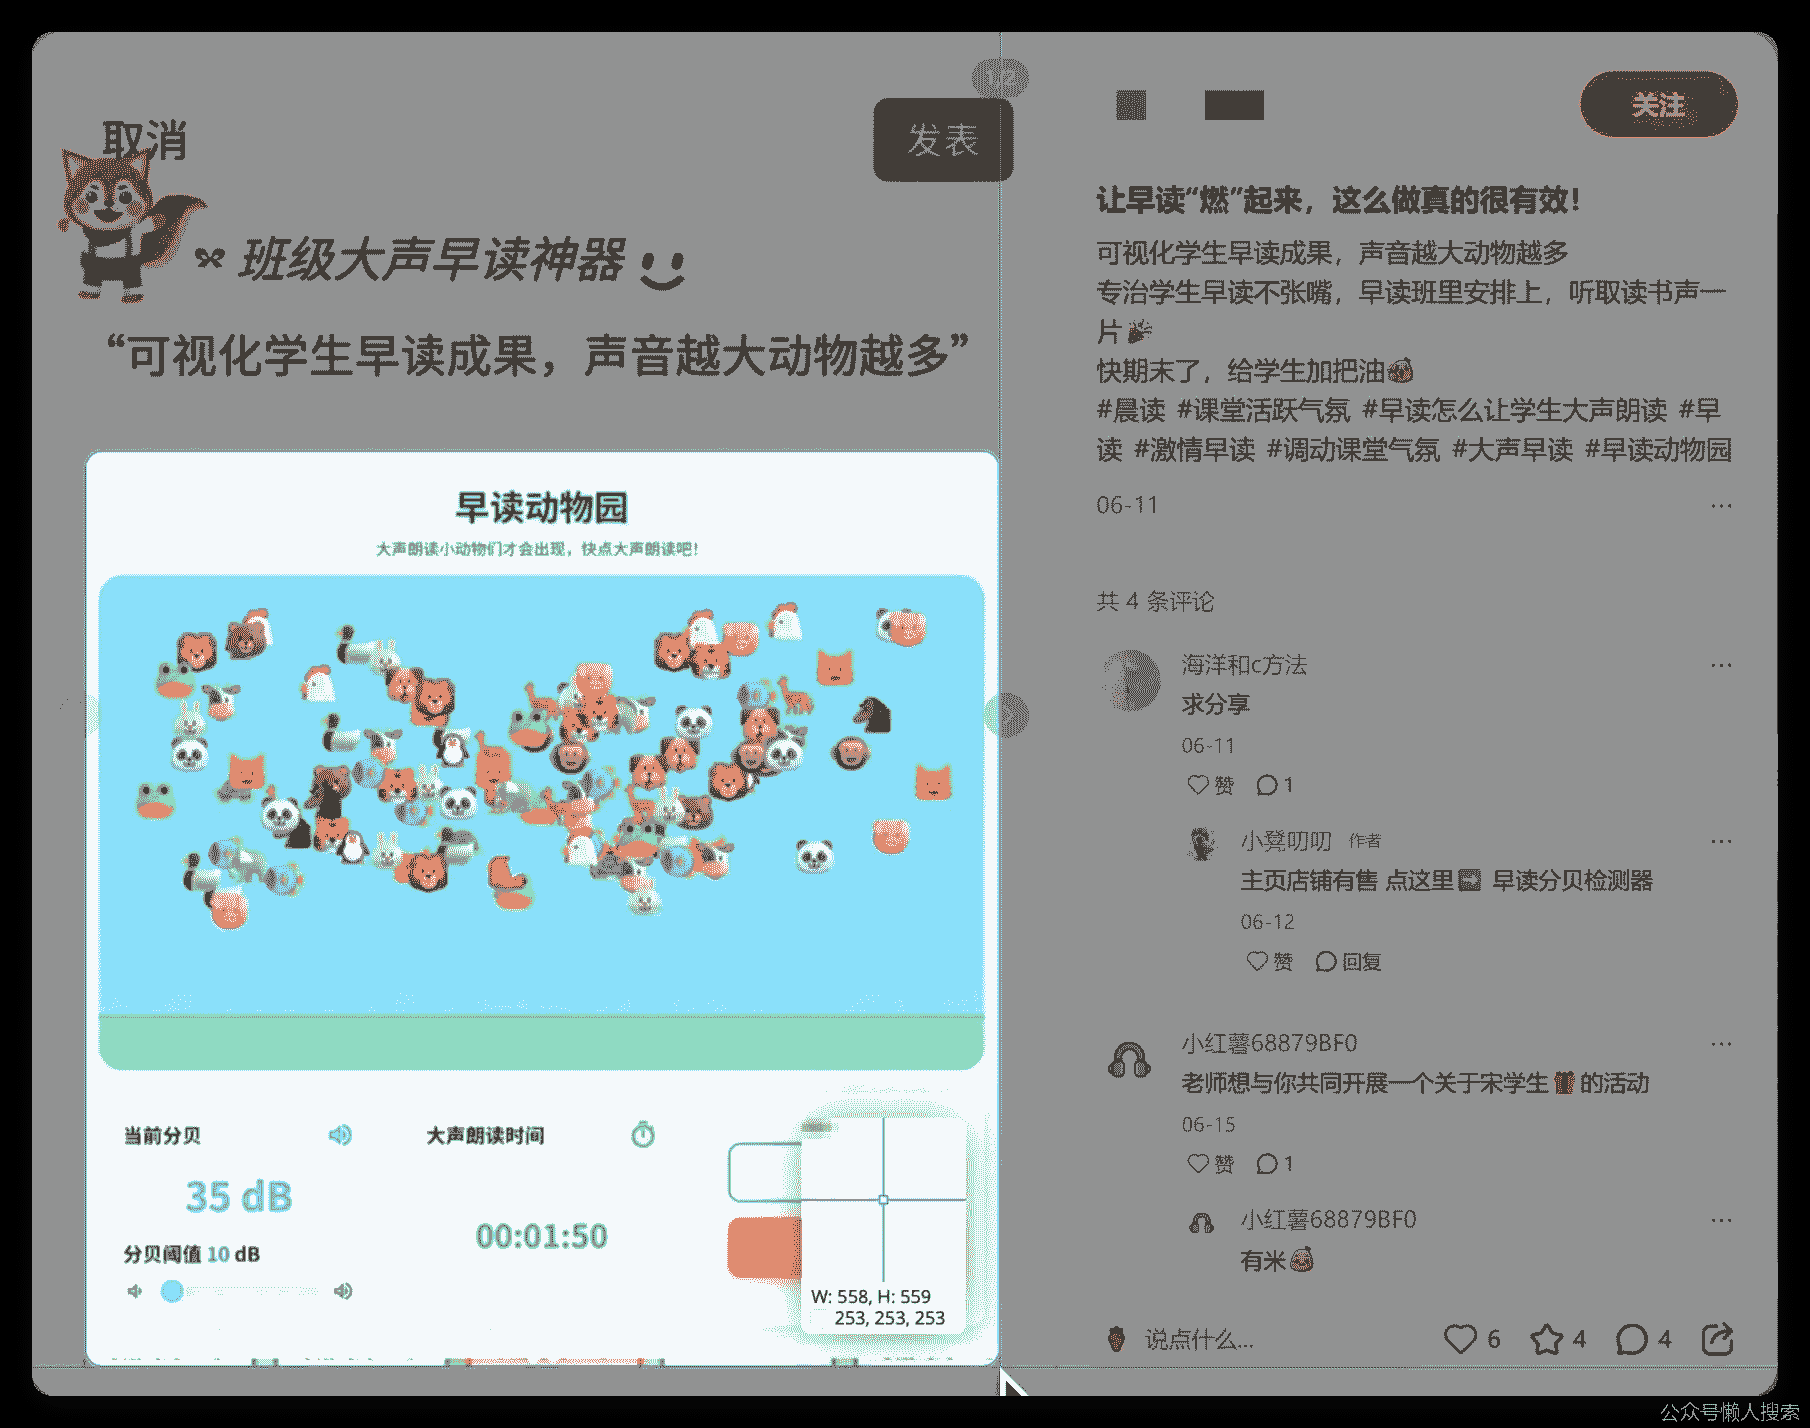 1/2
取消
发表
班级大声早读神器
“可视化学生早读成果，声音越大动物越多”
早读动物园
大声朗读小动物们才会出现，快点大声朗读吧！
当前分贝
35 dB
分贝阈值 10 dB
大声朗读时间
00:01:50
W: 558, H: 559
253, 253, 253
关注
让早读“燃”起来，这么做真的很有效！
可视化学生早读成果，声音越大动物越多
专治学生早读不张嘴，早读班里安排上，听取读书声一
片🎉
快期末了，给学生加把油
#晨读 #课堂活跃气氛 #早读怎么让学生大声朗读 #早
读 #激情早读 #调动课堂气氛 #大声早读 #早读动物园
06-11
共 4 条评论
海洋和c方法
求分享
06-11
赞 1
小凳叨叨 作者
主页店铺有售 点这里➡️ 早读分贝检测器
06-12
赞 回复
小红薯68879BF0
老师想与你共同开展一个关于宋学生🎁的活动
06-15
赞 1
小红薯68879BF0
有米
说点什么...
6 4 4
公众号懒人搜索